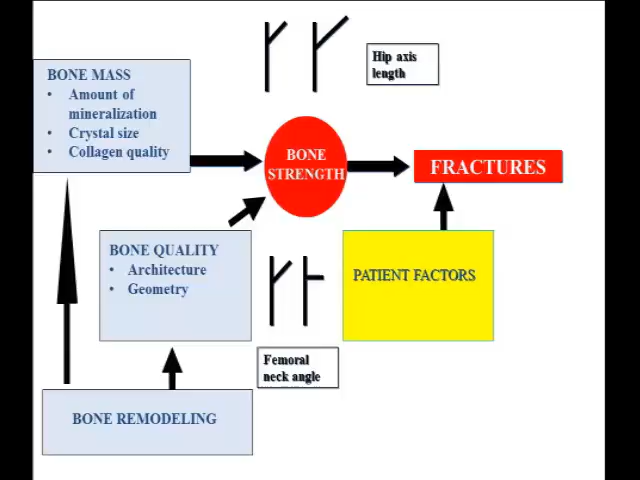 Hip axis
length
BONE MASS
• Amount of
mineralization
• Crystal size
• Collagen quality
BONE
STRENGTH
FRACTURES
BONE QUALITY
• Architecture
• Geometry
PATIENT FACTORS
Femoral
neck angle
BONE REMODELING